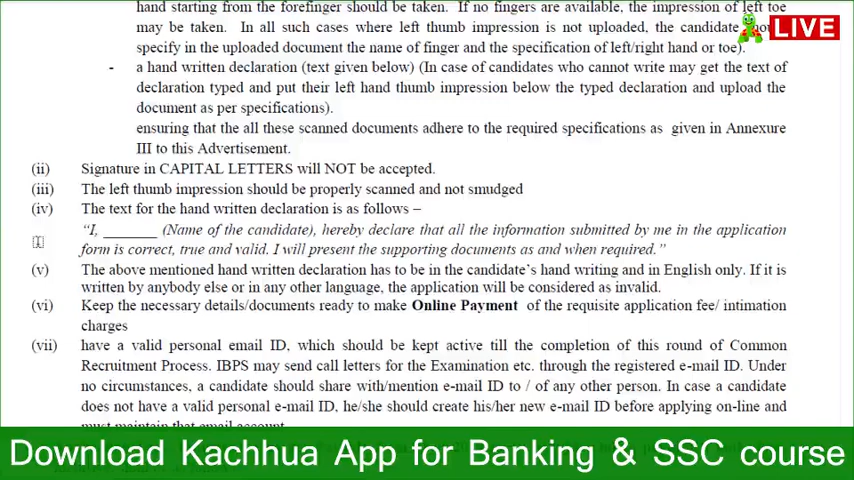 hand starting from the forefinger should be taken. If no fingers are available, the impression of left toe
may be taken. In all such cases where left thumb impression is not uploaded, the candidate
LIVE
specify in the uploaded document the name of finger and the specification of left/right hand or toe).
- a hand written declaration (text given below) (In case of candidates who cannot write may get the text of
declaration typed and put their left hand thumb impression below the typed declaration and upload the
document as per specifications).
ensuring that the all these scanned documents adhere to the required specifications as given in Annexure
III to this Advertisement.
(ii) Signature in CAPITAL LETTERS will NOT be accepted.
(iii) The left thumb impression should be properly scanned and not smudged
(iv) The text for the hand written declaration is as follows –
“I, _______ (Name of the candidate), hereby declare that all the information submitted by me in the application
form is correct, true and valid. I will present the supporting documents as and when required.”
(v) The above mentioned hand written declaration has to be in the candidate’s hand writing and in English only. If it is
written by anybody else or in any other language, the application will be considered as invalid.
(vi) Keep the necessary details/documents ready to make Online Payment of the requisite application fee/ intimation
charges
(vii) have a valid personal email ID, which should be kept active till the completion of this round of Common
Recruitment Process. IBPS may send call letters for the Examination etc. through the registered e-mail ID. Under
no circumstances, a candidate should share with/mention e-mail ID to / of any other person. In case a candidate
does not have a valid personal e-mail ID, he/she should create his/her new e-mail ID before applying on-line and
must maintain that email account
Download Kachhua App for Banking & SSC course